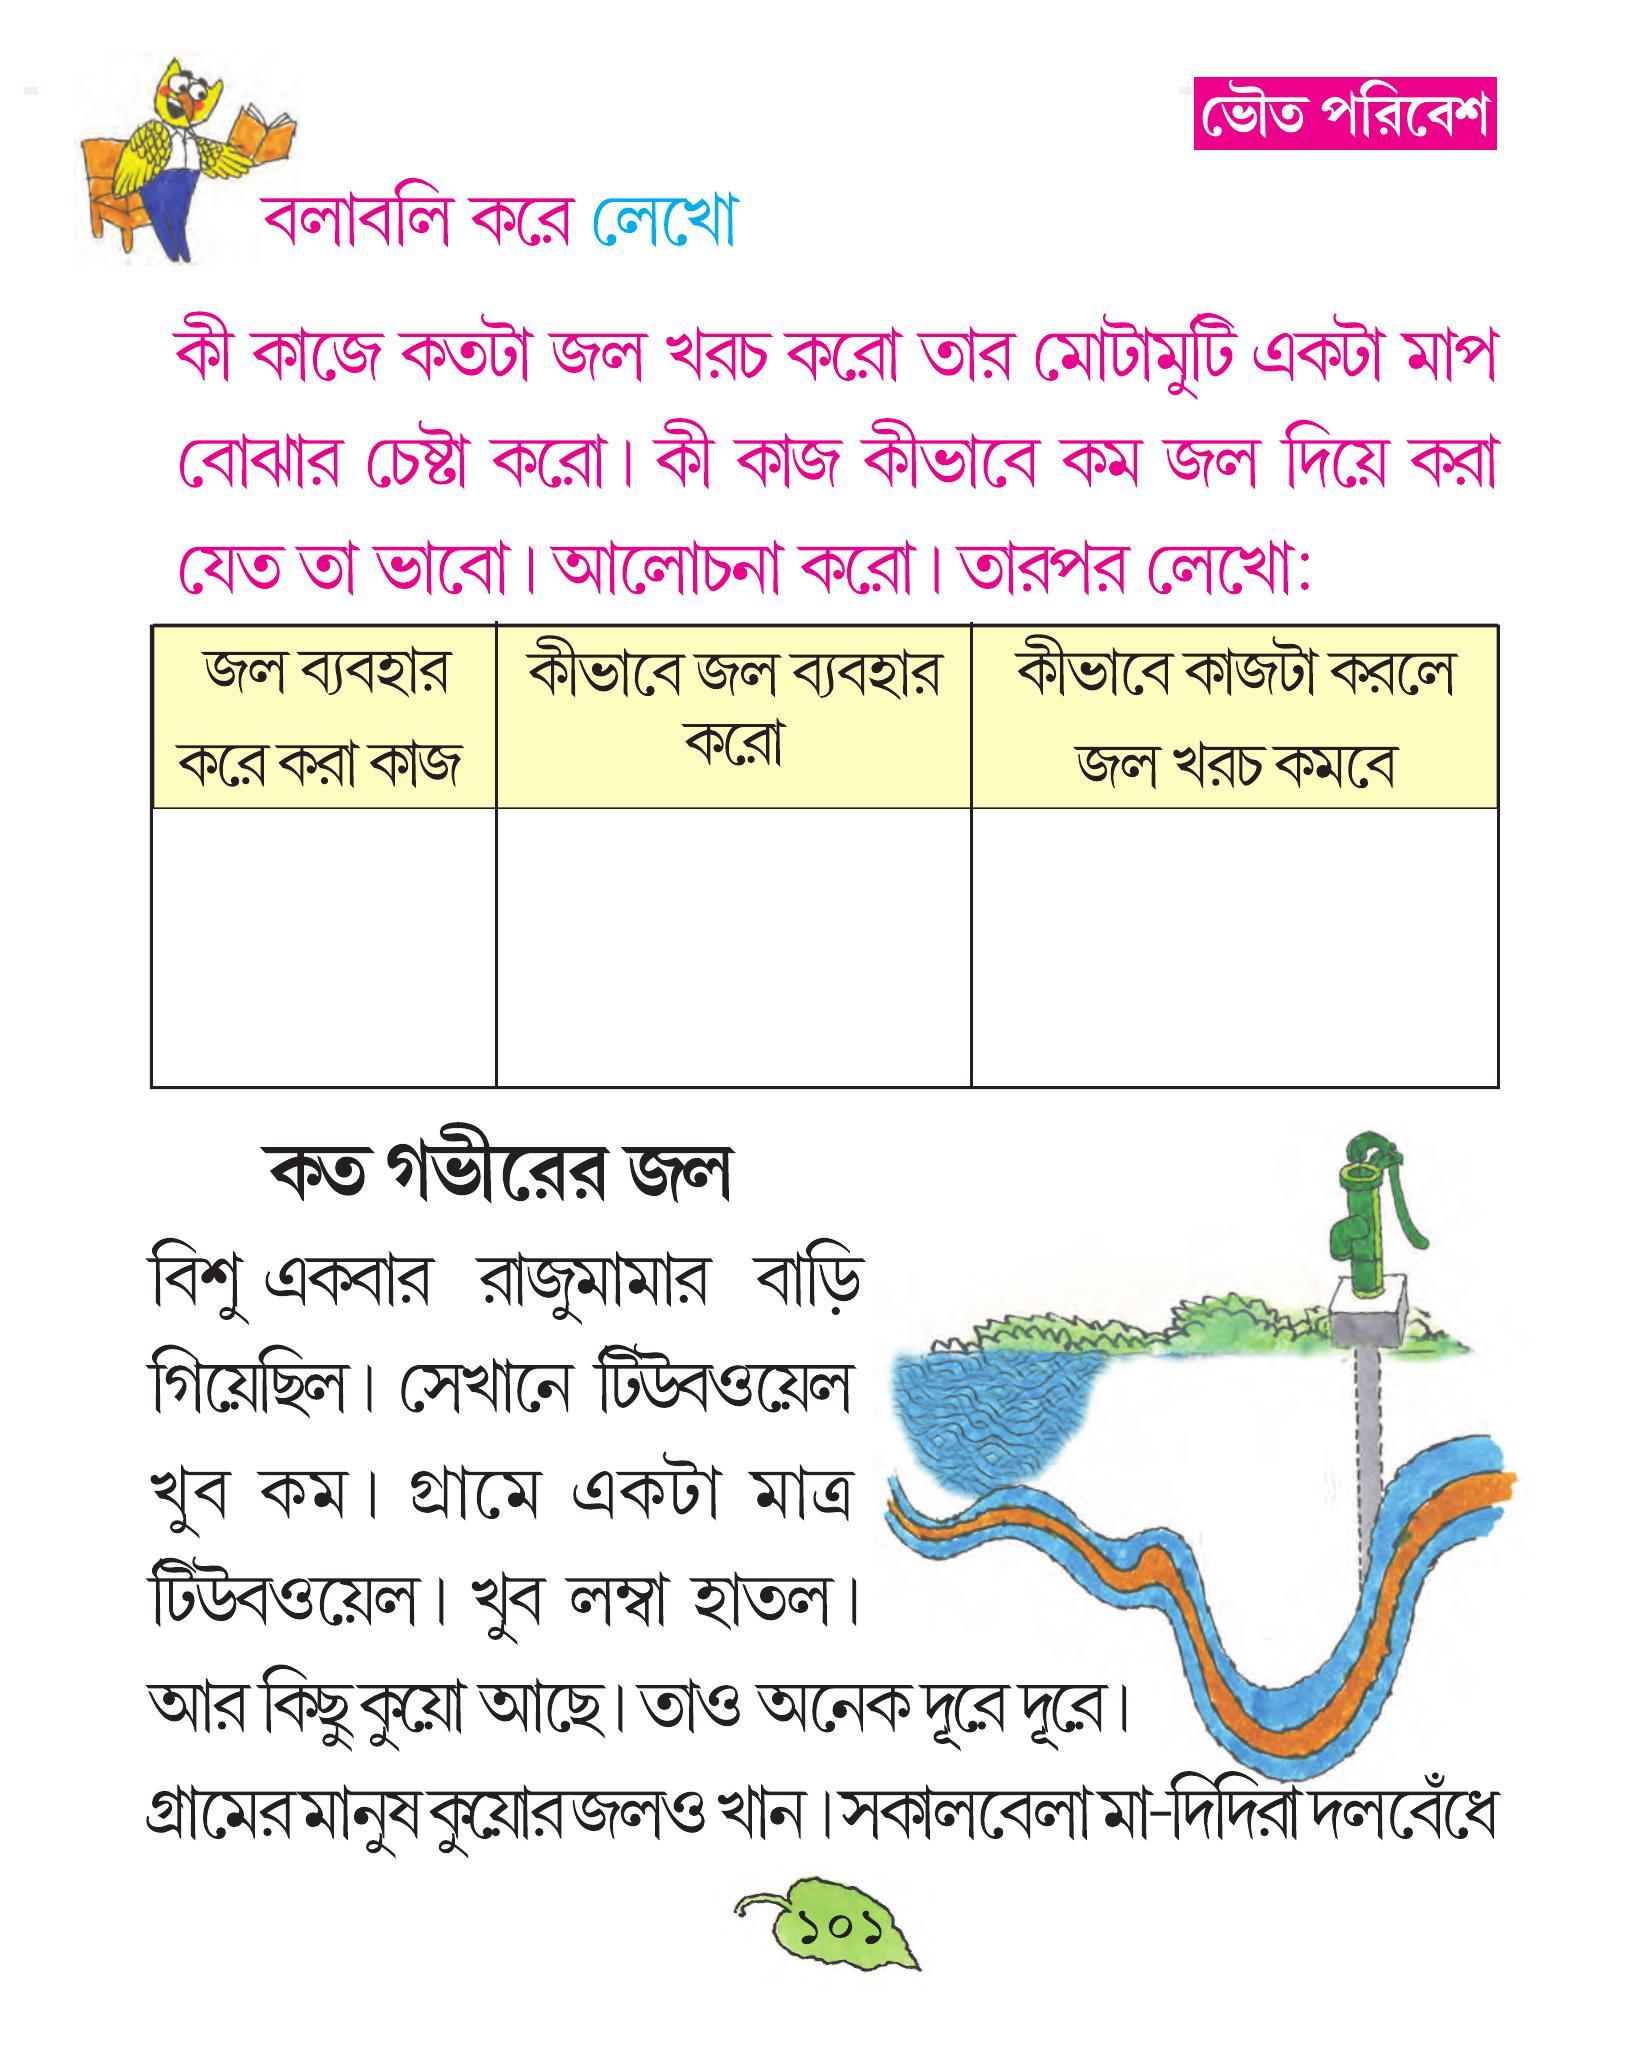 ভৌত পরিবেশ
বলাবলি করে লেখো
কী কাজে কতটা জল খরচ করো তার মোটামুটি একটা মাপ
বোঝার চেষ্টা করো। কী কাজ কীভাবে কম জল দিয়ে করা
যেত তা ভাবো। আলোচনা করো। তারপর লেখো:
জল ব্যবহার
করে করা কাজ
কীভাবে জল ব্যবহার
করো
কীভাবে কাজটা করলে
জল খরচ কমবে
কত গভীরের জল
বিশু একবার রাজুমামার বাড়ি
গিয়েছিল। সেখানে টিউবওয়েল
খুব কম। গ্রামে একটা মাত্র
টিউবওয়েল। খুব লম্বা হাতল।
আর কিছু কুয়ো আছে। তাও অনেক দূরে দূরে।
গ্রামের মানুষ কুয়োর জলও খান। সকালবেলা মা-দিদিরা দলবেঁধে
১০১